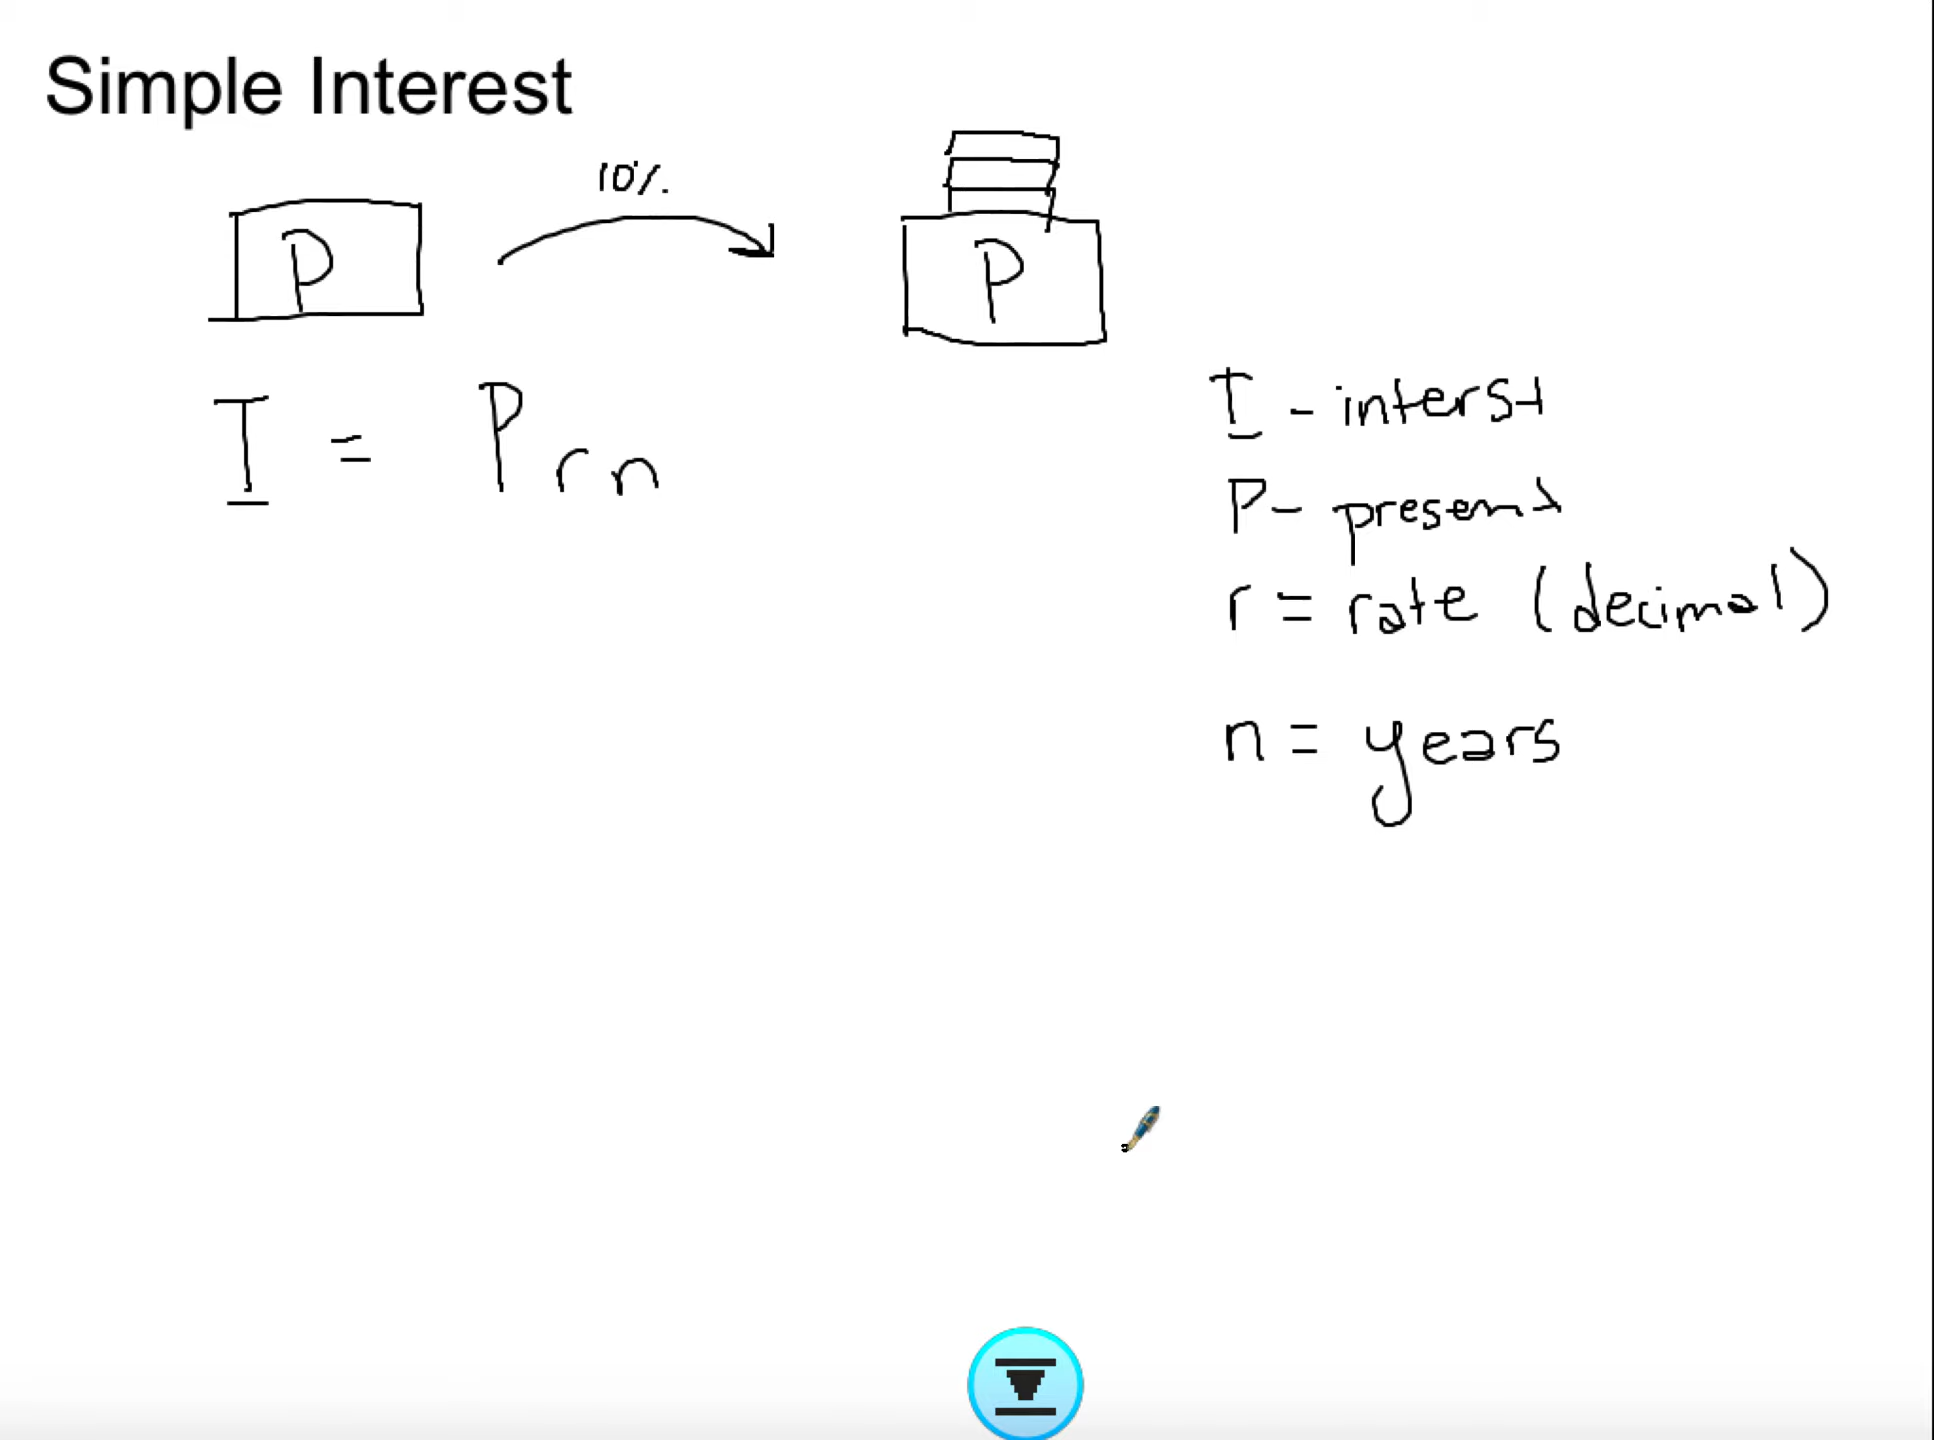 Simple Interest
10%
P
P
I = Prn
I - interst
P - present
r = rate (decimal)
n = years